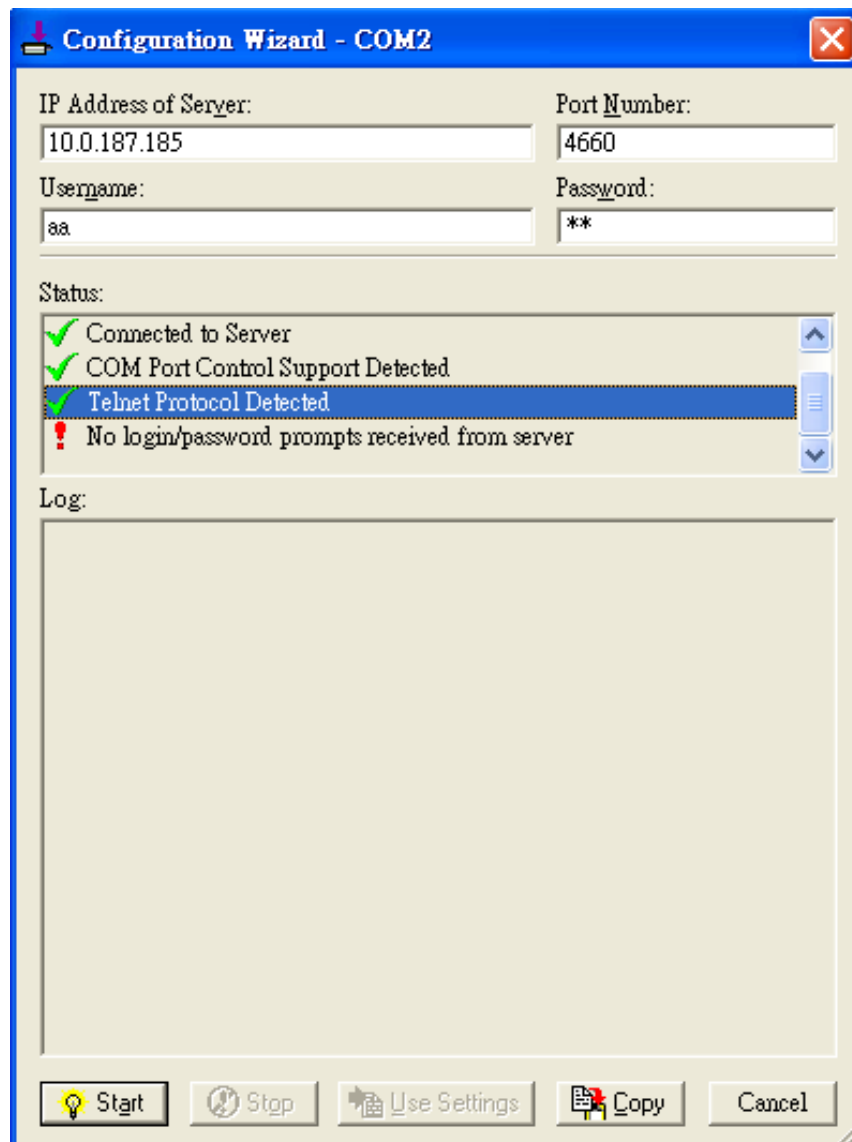 Configuration Wizard - COM2
IP Address of Server: Port Number:
10.0.187.185 4660
Username: Password:
aa **
Status:
Connected to Server
COM Port Control Support Detected
Telnet Protocol Detected
No login/password prompts received from server
Log:
Start Stop Use Settings Copy Cancel